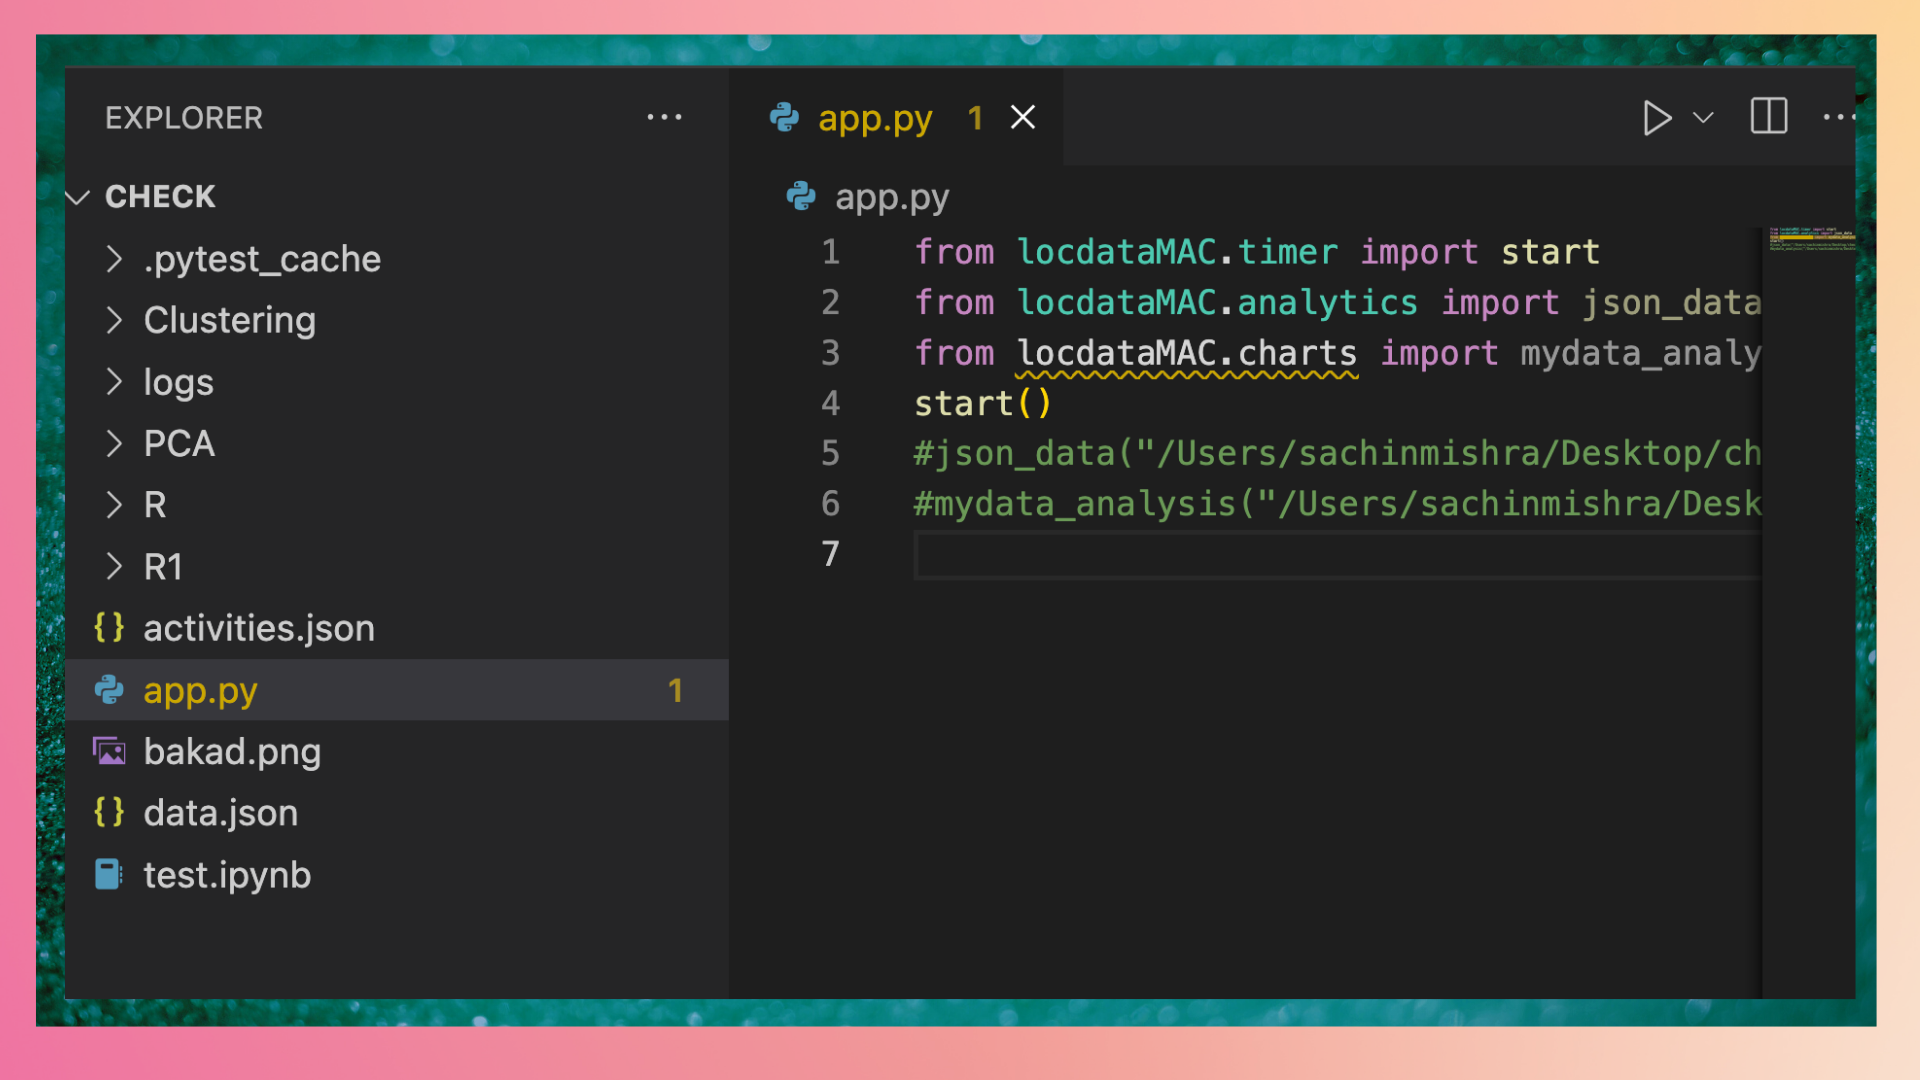 EXPLORER
CHECK
.pytest_cache
Clustering
logs
PCA
R
R1
activities.json
app.py 1
bakad.png
data.json
test.ipynb
app.py 1
app.py
1 from locdataMAC.timer import start
2 from locdataMAC.analytics import json_data
3 from locdataMAC.charts import mydata_analy
4 start()
5 #json_data("/Users/sachinmishra/Desktop/ch
6 #mydata_analysis("/Users/sachinmishra/Desk
7